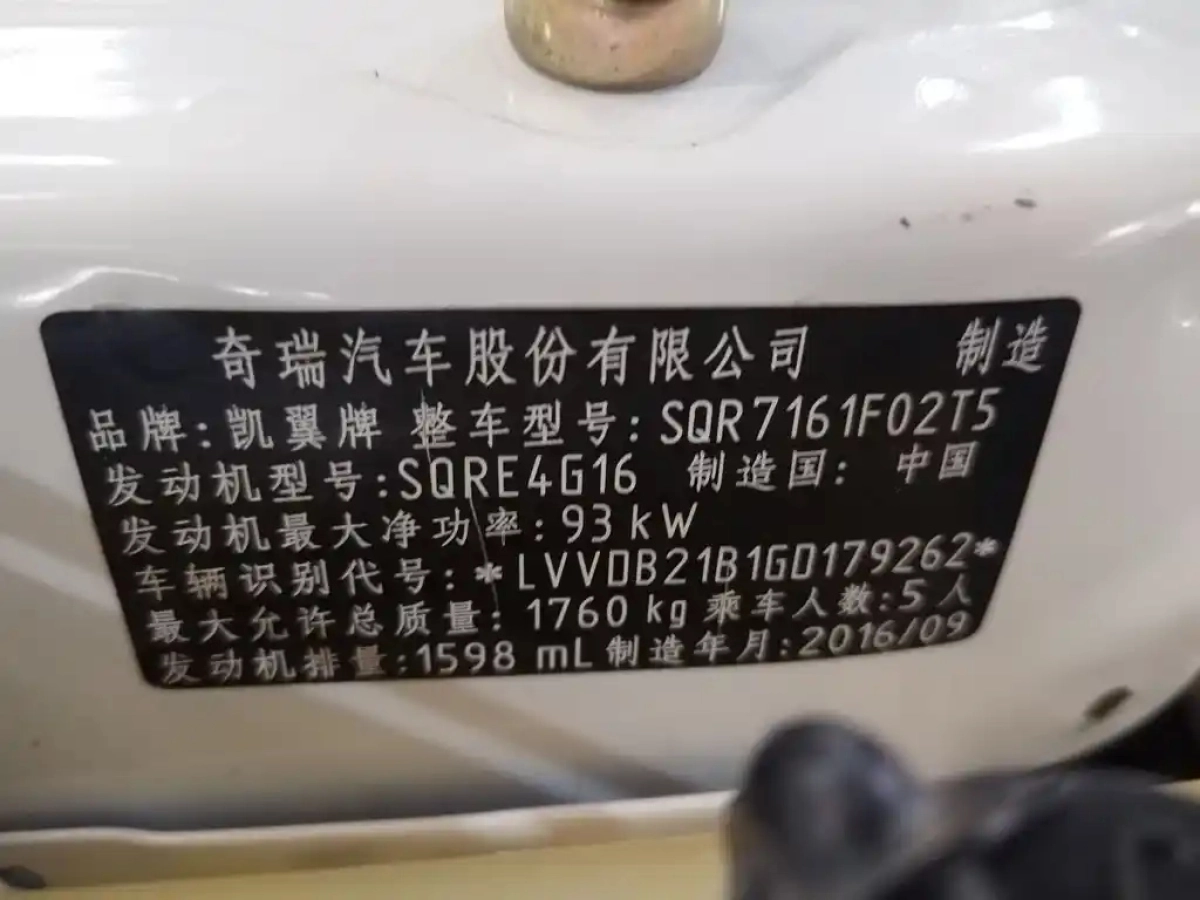 奇瑞汽车股份有限公司 制造
品牌:凯翼牌 整车型号:SQR7161F02T5
发动机型号:SQRE4G16 制造国: 中国
发动机最大净功率:93kW
车辆识别代号:*LVVDB21B1GD179262*
最大允许总质量:1760kg 乘车人数:5人
发动机排量:1598 mL 制造年月:2016/09